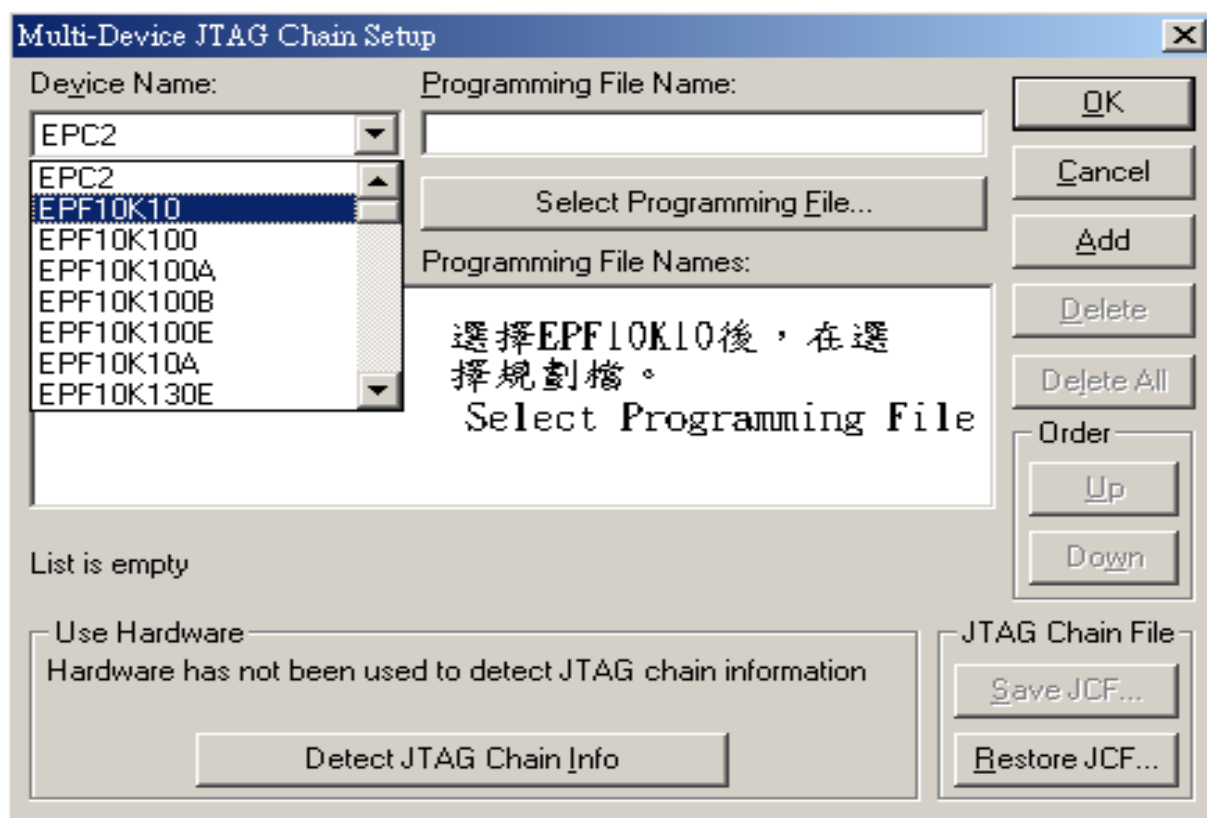 Multi-Device JTAG Chain Setup
Device Name:
EPC2
EPC2
EPF10K10
EPF10K100
EPF10K100A
EPF10K100B
EPF10K100E
EPF10K10A
EPF10K130E
Programming File Name:
Select Programming File...
Programming File Names:
選擇EPF10K10後，在選
擇規劃檔。
Select Programming File
OK
Cancel
Add
Delete
Delete All
Order
Up
Down
List is empty
Use Hardware
Hardware has not been used to detect JTAG chain information
Detect JTAG Chain Info
JTAG Chain File
Save JCF...
Restore JCF...